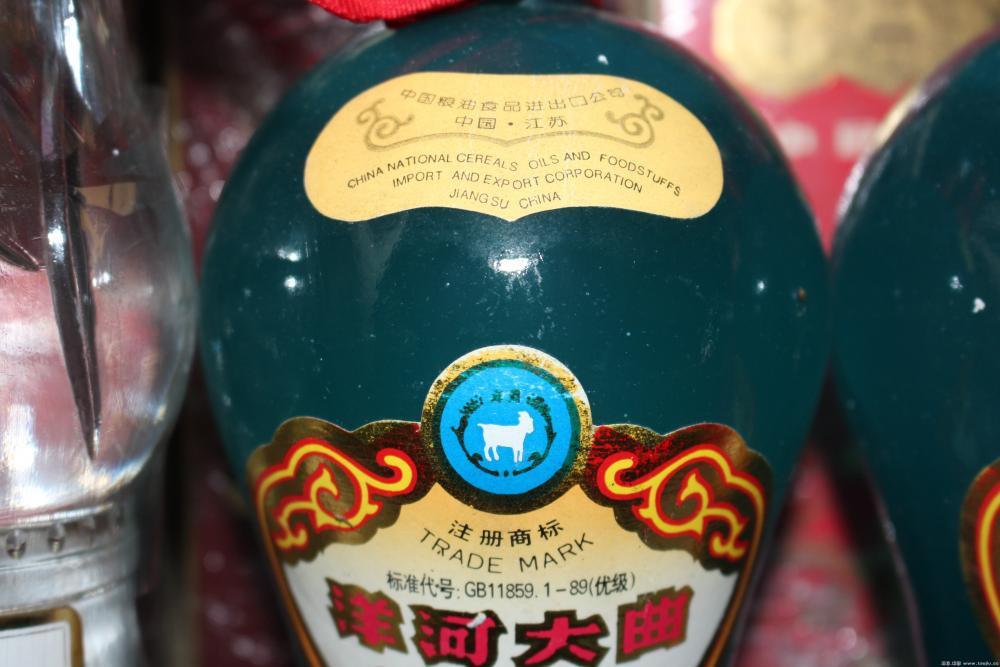 中国粮油食品进出口公司
中国·江苏
CHINA NATIONAL CEREALS OILS AND FOODSTUFFS
IMPORT AND EXPORT CORPORATION
JIANGSU CHINA
注册商标
TRADE MARK
标准代号:GB11859.1-89(优级)
洋河大曲